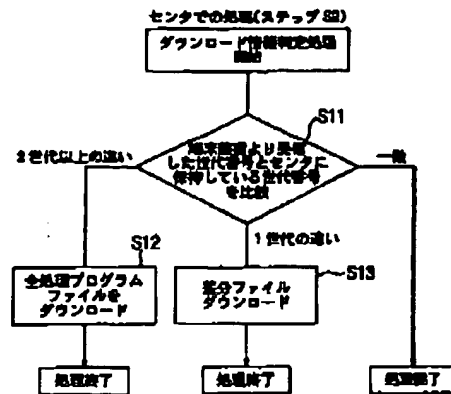 センタでの処理(ステップS2)
ダウンロード情報判定処理
開始
S11
端末装置より受信
した世代番号とセンタに
保持している世代番号
を比較
2世代以上の違い
一致
1世代の違い
S12
全処理プログラム
ファイルを
ダウンロード
S13
差分ファイル
ダウンロード
処理終了
処理終了
処理終了